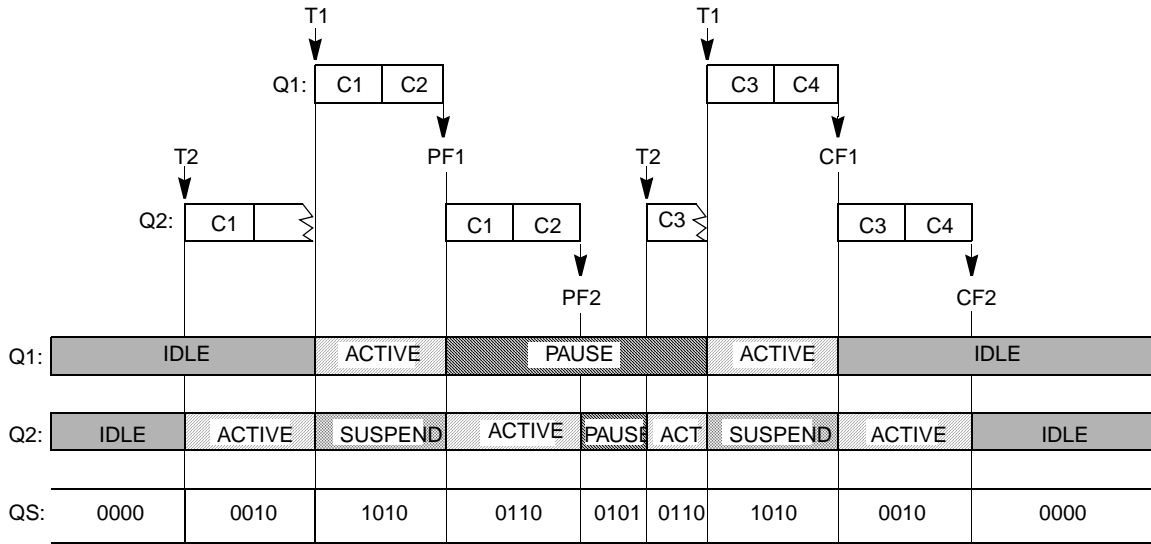 T1 T1
Q1: C1 C2 C3 C4
T2 PF1 T2 CF1
Q2: C1 C1 C2 C3 C3 C4
PF2 CF2
Q1: IDLE ACTIVE PAUSE ACTIVE IDLE
Q2: IDLE ACTIVE SUSPEND ACTIVE PAUSE ACT SUSPEND ACTIVE IDLE
QS: 0000 0010 1010 0110 0101 0110 1010 0010 0000